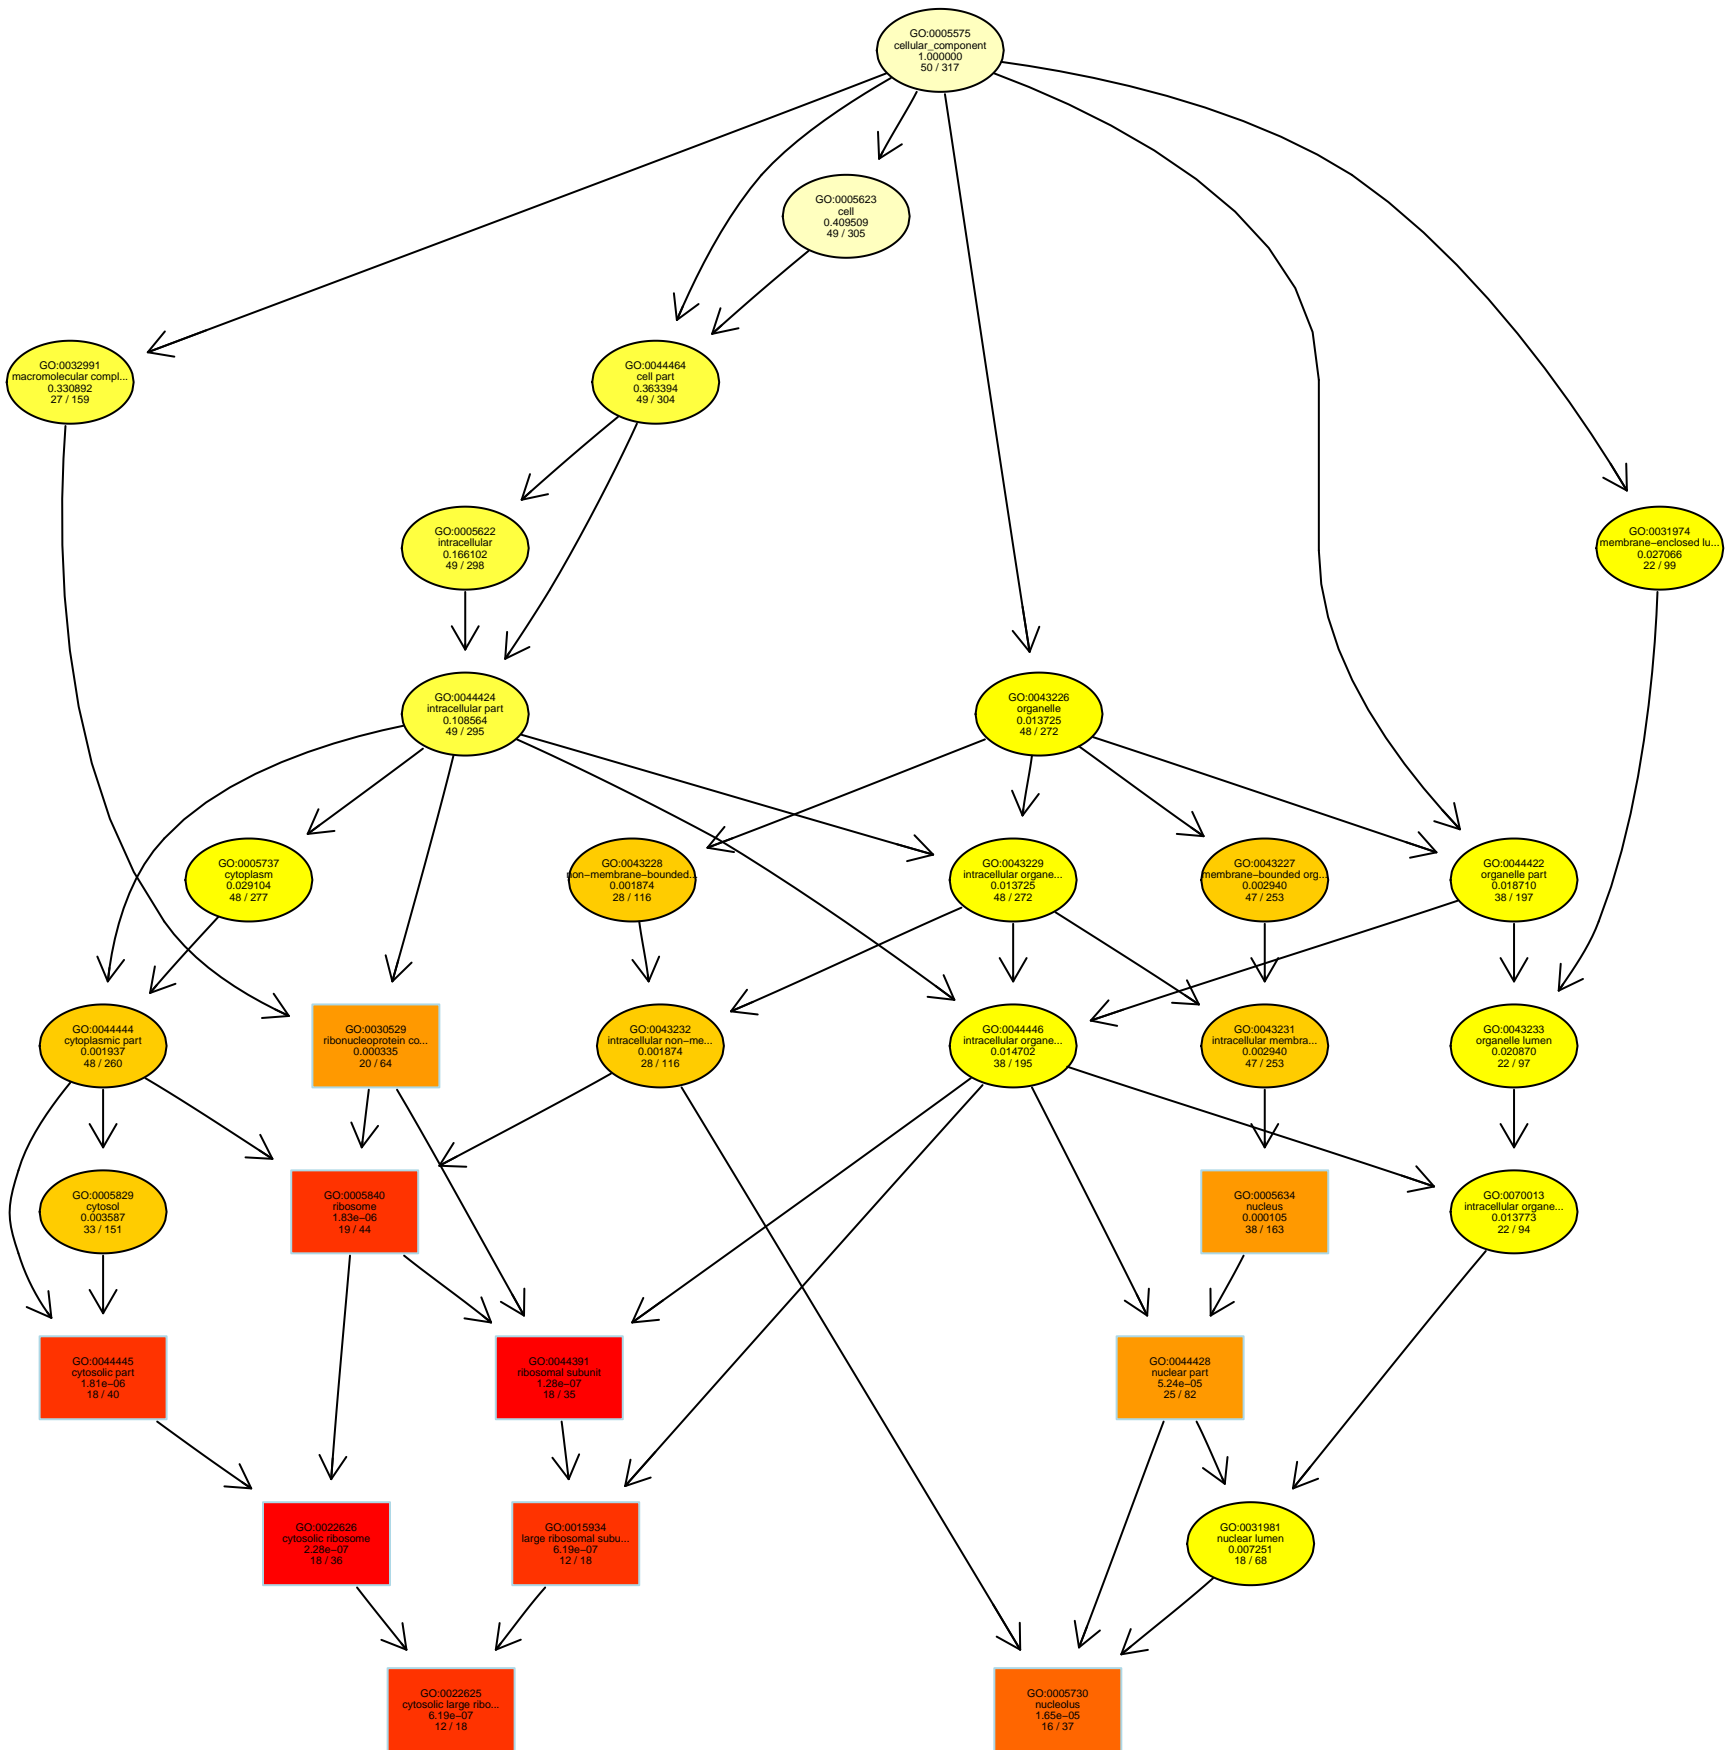 GO:0005575
cellular_component
1.000000
50 / 317
GO:0005623
cell
0.409509
49 / 305
GO:0032991
macromolecular compl...
0.330892
27 / 159
GO:0044464
cell part
0.363394
49 / 304
GO:0005622
intracellular
0.166102
49 / 298
GO:0031974
membrane−enclosed lu...
0.027066
22 / 99
GO:0044424
intracellular part
0.108564
49 / 295
GO:0043226
organelle
0.013725
48 / 272
GO:0005737
cytoplasm
0.029104
48 / 277
GO:0043228
non−membrane−bounded...
0.001874
28 / 116
GO:0043229
intracellular organe...
0.013725
48 / 272
GO:0043227
membrane−bounded org...
0.002940
47 / 253
GO:0044422
organelle part
0.018710
38 / 197
GO:0044444
cytoplasmic part
0.001937
48 / 260
GO:0030529
ribonucleoprotein co...
0.000335
20 / 64
GO:0043232
intracellular non−me...
0.001874
28 / 116
GO:0044446
intracellular organe...
0.014702
38 / 195
GO:0043231
intracellular membra...
0.002940
47 / 253
GO:0043233
organelle lumen
0.020870
22 / 97
GO:0005829
cytosol
0.003587
33 / 151
GO:0005840
ribosome
1.83e−06
19 / 44
GO:0005634
nucleus
0.000105
38 / 163
GO:0070013
intracellular organe...
0.013773
22 / 94
GO:0044445
cytosolic part
1.81e−06
18 / 40
GO:0044391
ribosomal subunit
1.28e−07
18 / 35
GO:0044428
nuclear part
5.24e−05
25 / 82
GO:0022626
cytosolic ribosome
2.28e−07
18 / 36
GO:0015934
large ribosomal subu...
6.19e−07
12 / 18
GO:0031981
nuclear lumen
0.007251
18 / 68
GO:0022625
cytosolic large ribo...
6.19e−07
12 / 18
GO:0005730
nucleolus
1.65e−05
16 / 37